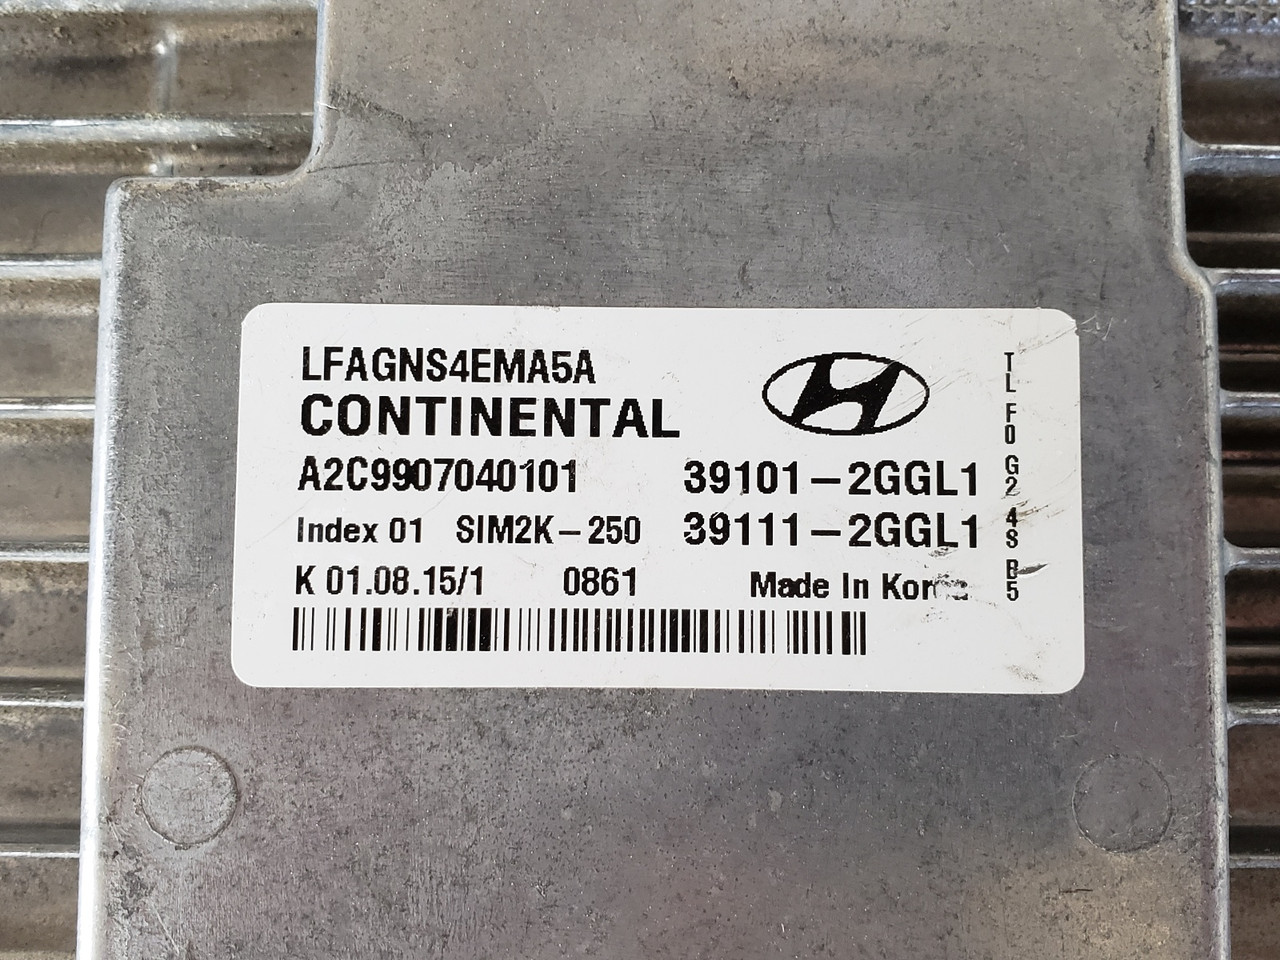 LFAGNS4EMA5A
CONTINENTAL
A2C9907040101 39101-2GGL1
Index 01 SIM2K-250 39111-2GGL1
K 01.08.15/1 0861 Made In Korea
TL F0 G2 4S B5